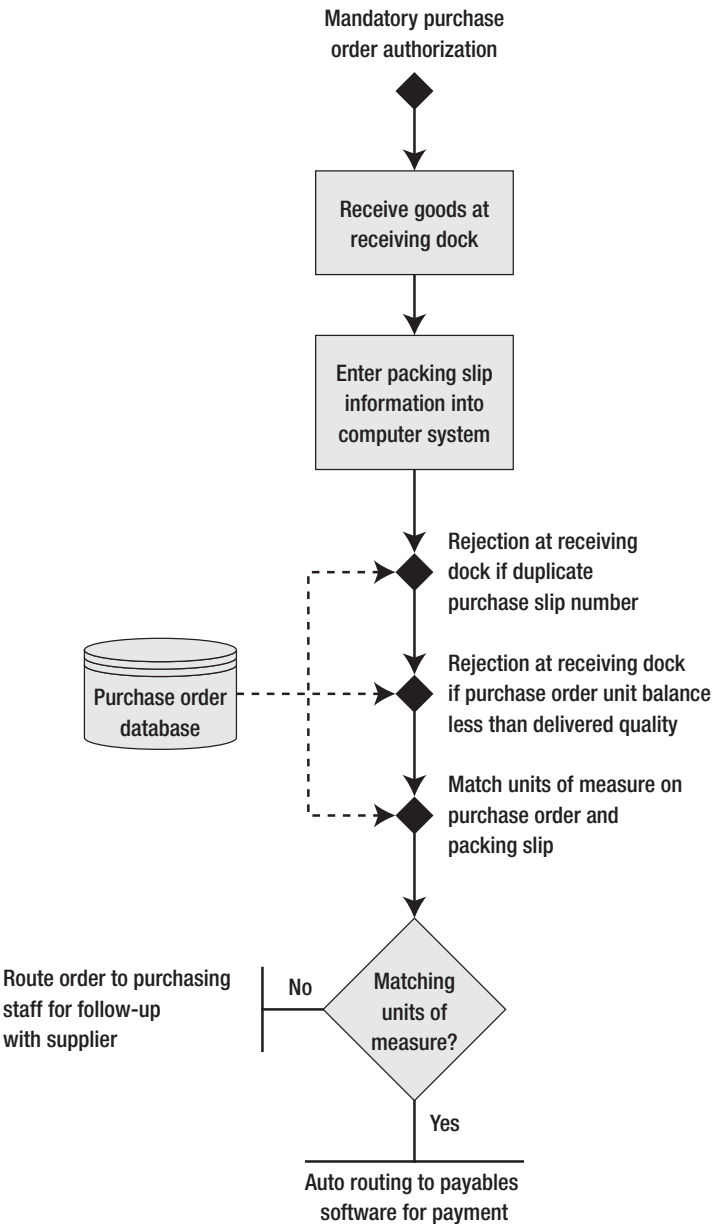 Mandatory purchase
order authorization
Receive goods at
receiving dock
Enter packing slip
information into
computer system
Rejection at receiving
dock if duplicate
purchase slip number
Purchase order
database
Rejection at receiving dock
if purchase order unit balance
less than delivered quality
Match units of measure on
purchase order and
packing slip
Route order to purchasing
staff for follow-up
with supplier
No
Matching
units of
measure?
Yes
Auto routing to payables
software for payment